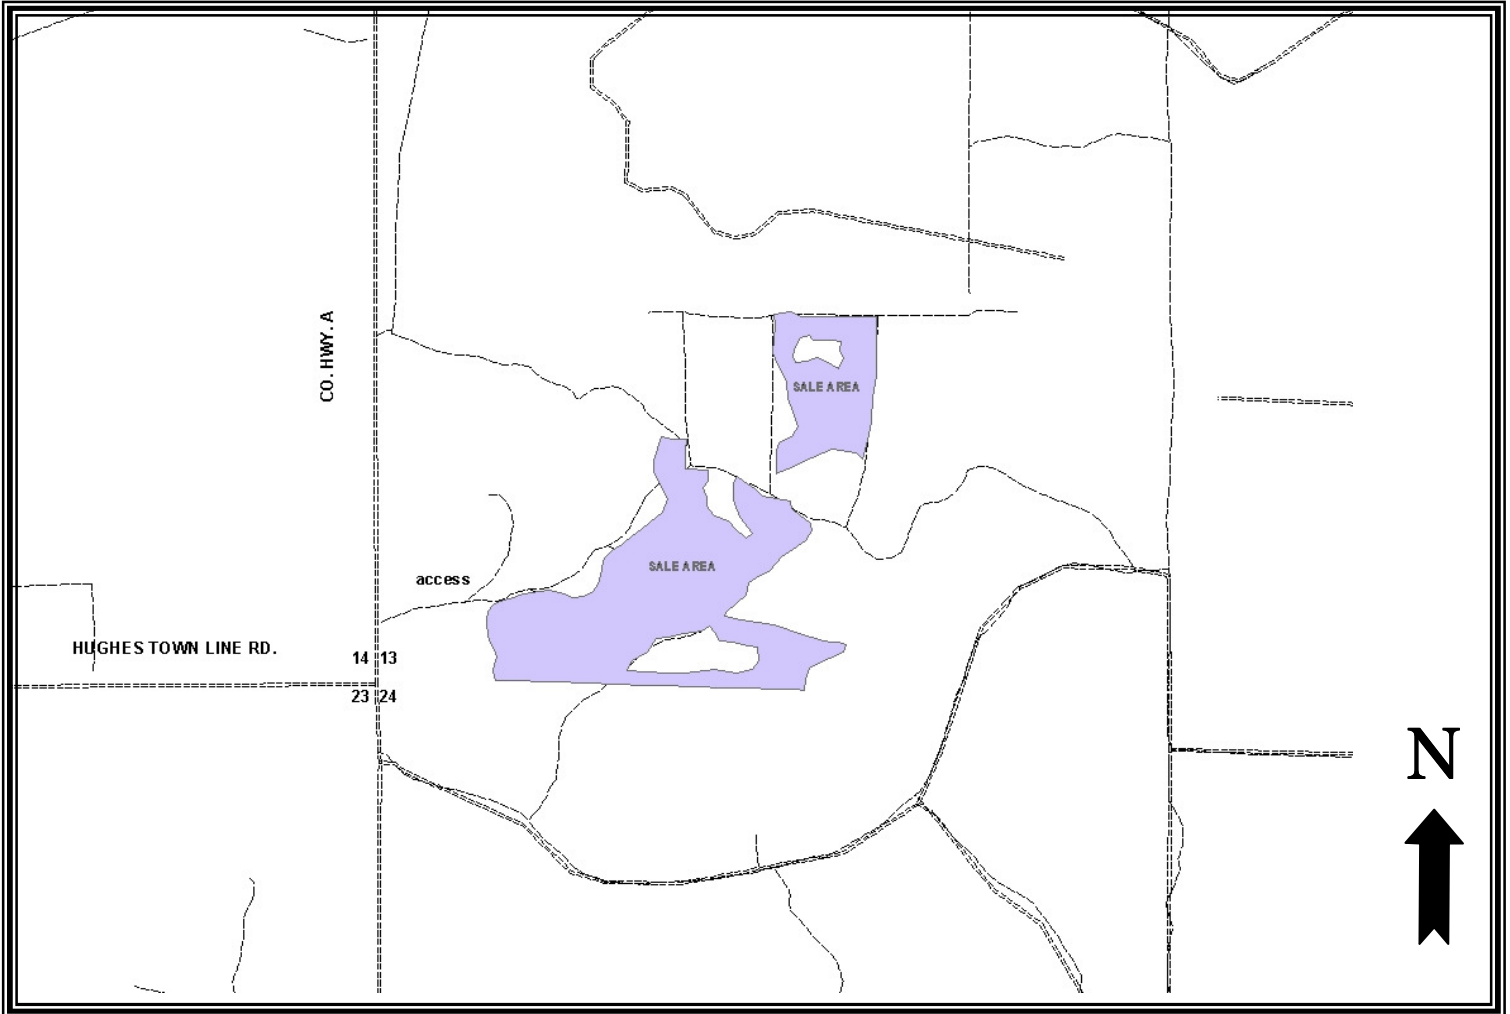 CO. HWY. A
SALE AREA
SALE AREA
access
HUGHES TOWN LINE RD.
14 13
23 24
N